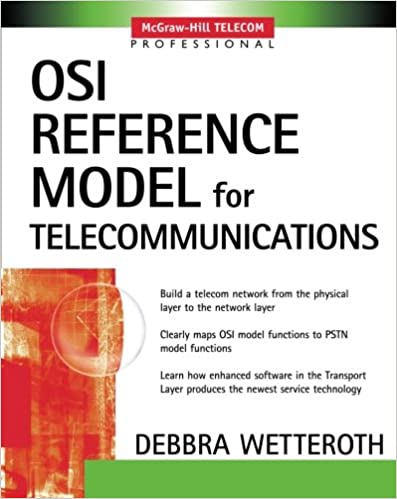 McGraw-Hill TELECOM
PROFESSIONAL
OSI
REFERENCE
MODEL for
TELECOMMUNICATIONS
Build a telecom network from the physical
layer to the network layer
Clearly maps OSI model functions to PSTN
model functions
Learn how enhanced software in the Transport
Layer produces the newest service technology
DEBBRA WETTEROTH